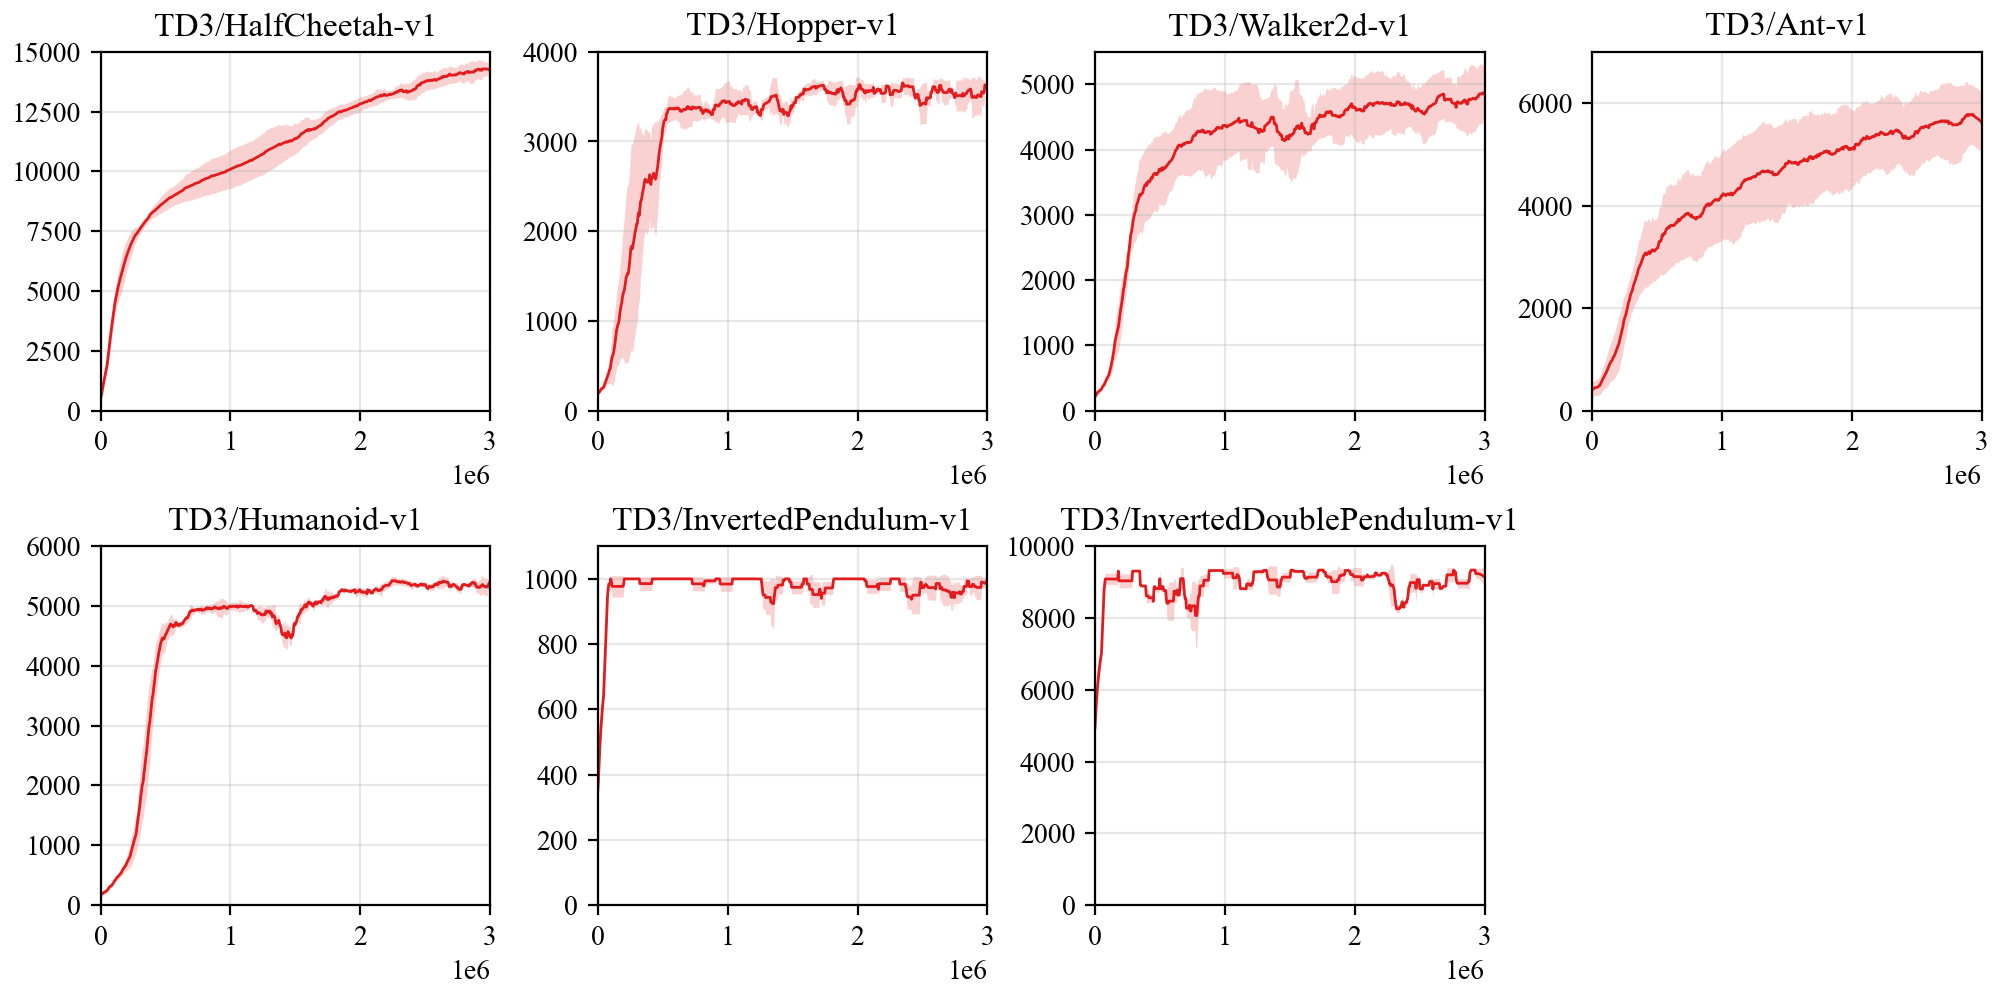 TD3/HalfCheetah-v1
15000
12500
10000
7500
5000
2500
0
0 1 2 3
1e6
TD3/Hopper-v1
4000
3000
2000
1000
0
0 1 2 3
1e6
TD3/Walker2d-v1
5000
4000
3000
2000
1000
0
0 1 2 3
1e6
TD3/Ant-v1
6000
4000
2000
0
0 1 2 3
1e6
TD3/Humanoid-v1
6000
5000
4000
3000
2000
1000
0
0 1 2 3
1e6
TD3/InvertedPendulum-v1
1000
800
600
400
200
0
0 1 2 3
1e6
TD3/InvertedDoublePendulum-v1
10000
8000
6000
4000
2000
0
0 1 2 3
1e6